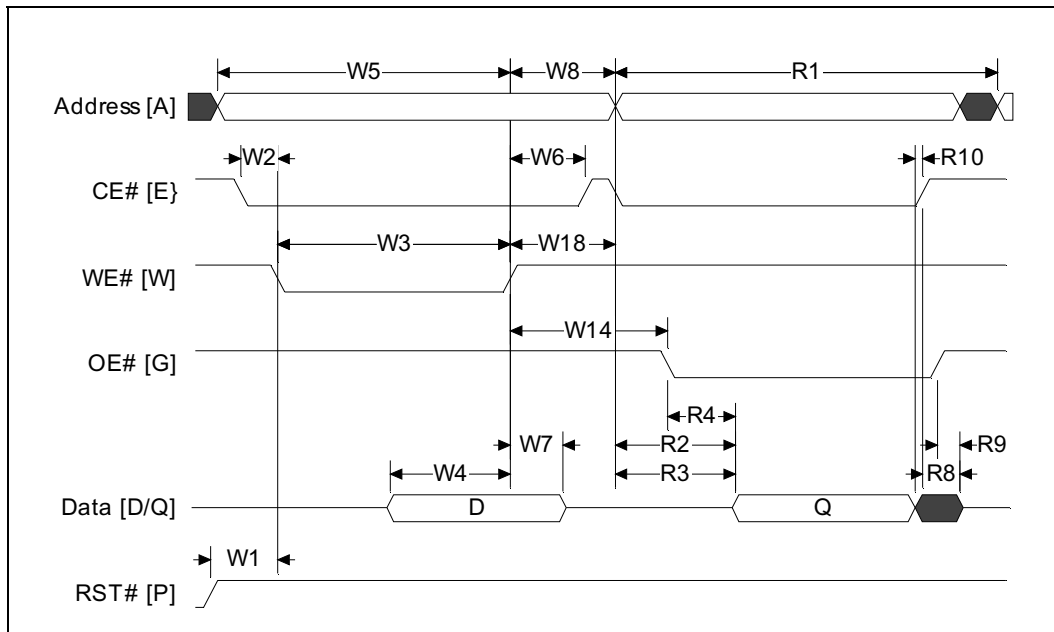 W5 W8 R1
Address [A]
W2 W6 R10
CE# [E}
W3 W18
WE# [W]
W14
OE# [G]
R4
W7 R2 R9
W4 R3 R8
Data [D/Q] D Q
W1
RST# [P]